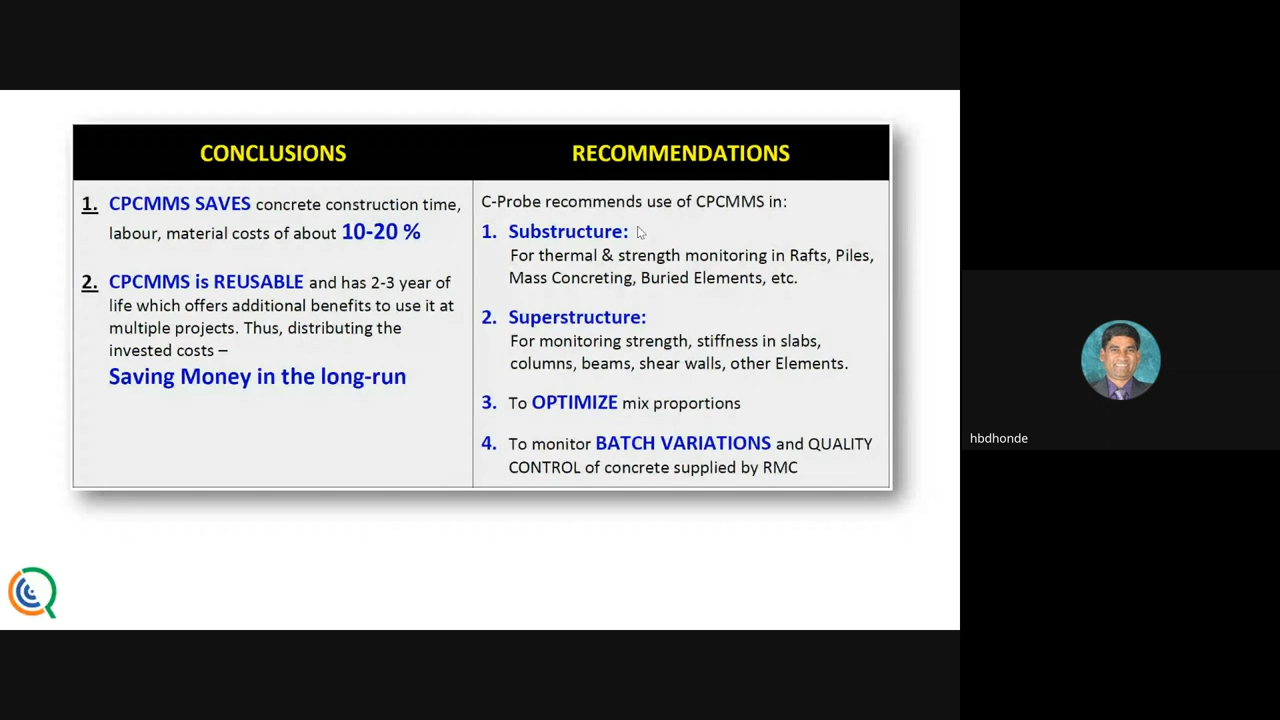 CONCLUSIONS
1. CPCMMS SAVES concrete construction time,
labour, material costs of about 10-20 %
2. CPCMMS is REUSABLE and has 2-3 year of
life which offers additional benefits to use it at
multiple projects. Thus, distributing the
invested costs –
Saving Money in the long-run
RECOMMENDATIONS
C-Probe recommends use of CPCMMS in:
1. Substructure:
For thermal & strength monitoring in Rafts, Piles,
Mass Concreting, Buried Elements, etc.
2. Superstructure:
For monitoring strength, stiffness in slabs,
columns, beams, shear walls, other Elements.
3. To OPTIMIZE mix proportions
4. To monitor BATCH VARIATIONS and QUALITY
CONTROL of concrete supplied by RMC
hbdhonde